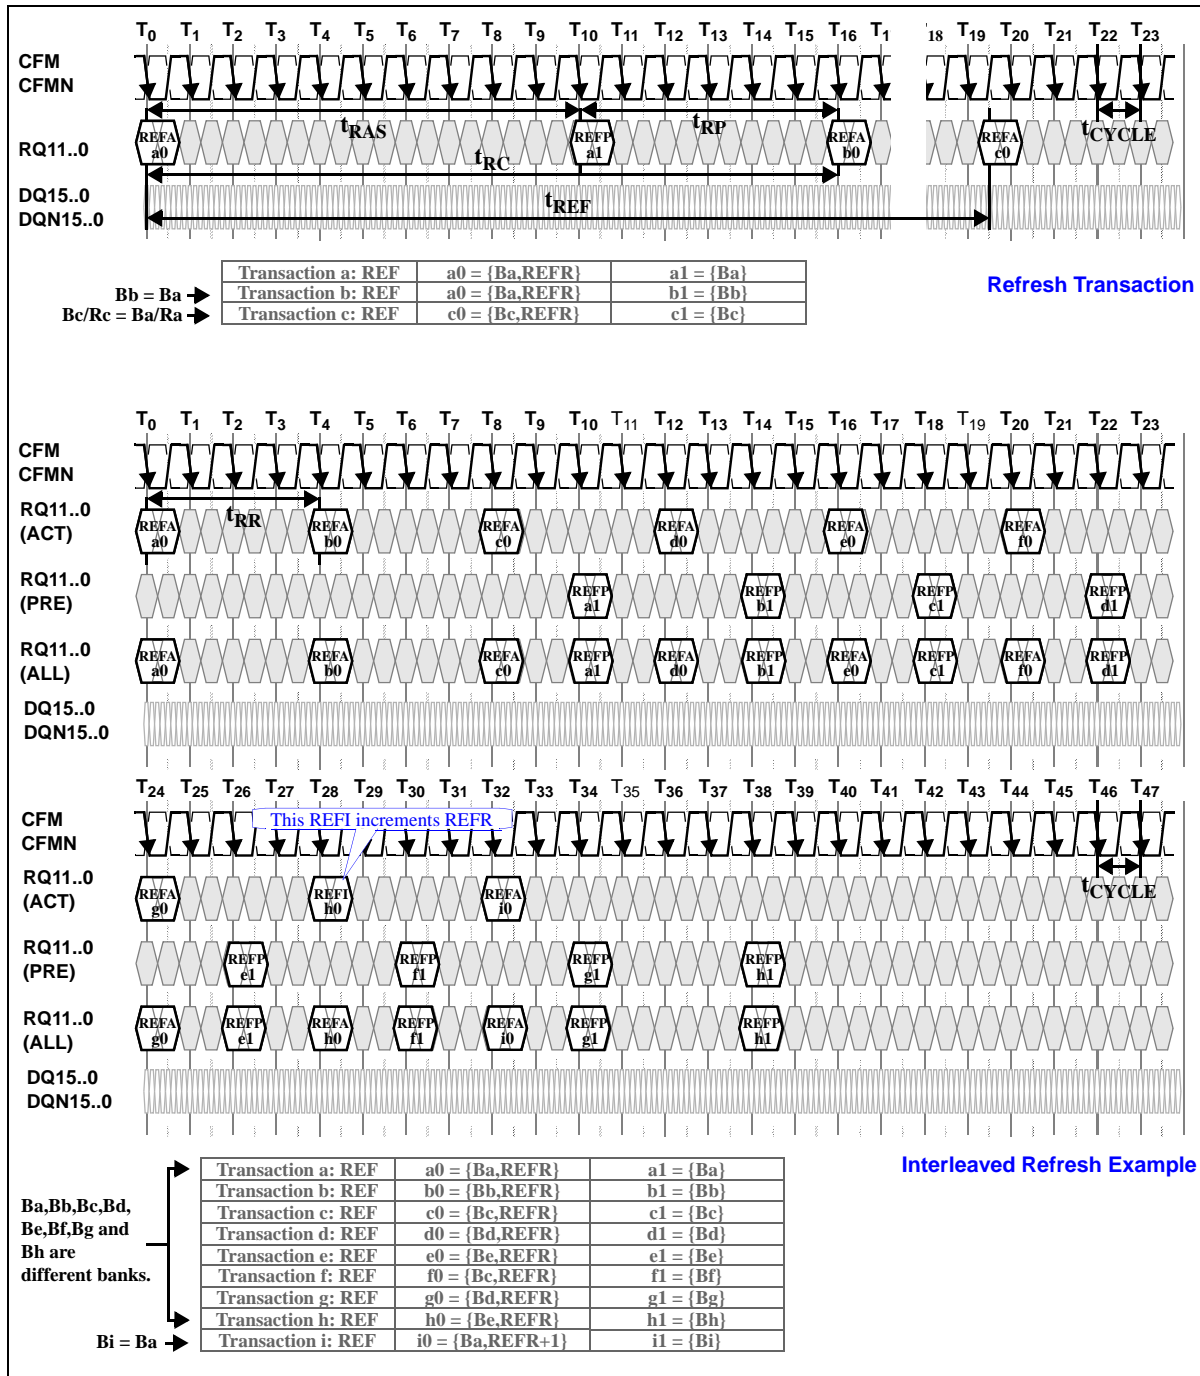 T0 T1 T2 T3 T4 T5 T6 T7 T8 T9 T10 T11 T12 T13 T14 T15 T16 T1 18 T19 T20 T21 T22 T23
CFM
CFMN
tRAS tRP tCYCLE
RQ11..0 REFA a0 REFP a1 REFA b0 REFA c0
tRC
DQ15..0
DQN15..0
tREF
Transaction a: REF a0 = {Ba,REFR} a1 = {Ba}
Bb = Ba Transaction b: REF a0 = {Ba,REFR} b1 = {Bb}
Bc/Rc = Ba/Ra Transaction c: REF c0 = {Bc,REFR} c1 = {Bc}
Refresh Transaction
T0 T1 T2 T3 T4 T5 T6 T7 T8 T9 T10 T11 T12 T13 T14 T15 T16 T17 T18 T19 T20 T21 T22 T23
CFM
CFMN
tRR
RQ11..0
(ACT)
REFA a0 REFA b0 REFA c0 REFA d0 REFA e0 REFA f0
RQ11..0
(PRE)
REFP a1 REFP b1 REFP c1 REFP d1
RQ11..0
(ALL)
REFA a0 REFA b0 REFA c0 REFP a1 REFA d0 REFP b1 REFA e0 REFP c1 REFA f0 REFP d1
DQ15..0
DQN15..0
T24 T25 T26 T27 T28 T29 T30 T31 T32 T33 T34 T35 T36 T37 T38 T39 T40 T41 T42 T43 T44 T45 T46 T47
CFM
CFMN
This REFI increments REFR
tCYCLE
RQ11..0
(ACT)
REFA g0 REFI h0 REFA i0
RQ11..0
(PRE)
REFP e1 REFP f1 REFP g1 REFP h1
RQ11..0
(ALL)
REFA g0 REFP e1 REFA h0 REFP f1 REFA i0 REFP g1 REFP h1
DQ15..0
DQN15..0
Interleaved Refresh Example
Ba,Bb,Bc,Bd,
Be,Bf,Bg and
Bh are
different banks.
Transaction a: REF a0 = {Ba,REFR} a1 = {Ba}
Transaction b: REF b0 = {Bb,REFR} b1 = {Bb}
Transaction c: REF c0 = {Bc,REFR} c1 = {Bc}
Transaction d: REF d0 = {Bd,REFR} d1 = {Bd}
Transaction e: REF e0 = {Be,REFR} e1 = {Be}
Transaction f: REF f0 = {Bc,REFR} f1 = {Bf}
Transaction g: REF g0 = {Bd,REFR} g1 = {Bg}
Transaction h: REF h0 = {Be,REFR} h1 = {Bh}
Bi = Ba Transaction i: REF i0 = {Ba,REFR+1} i1 = {Bi}